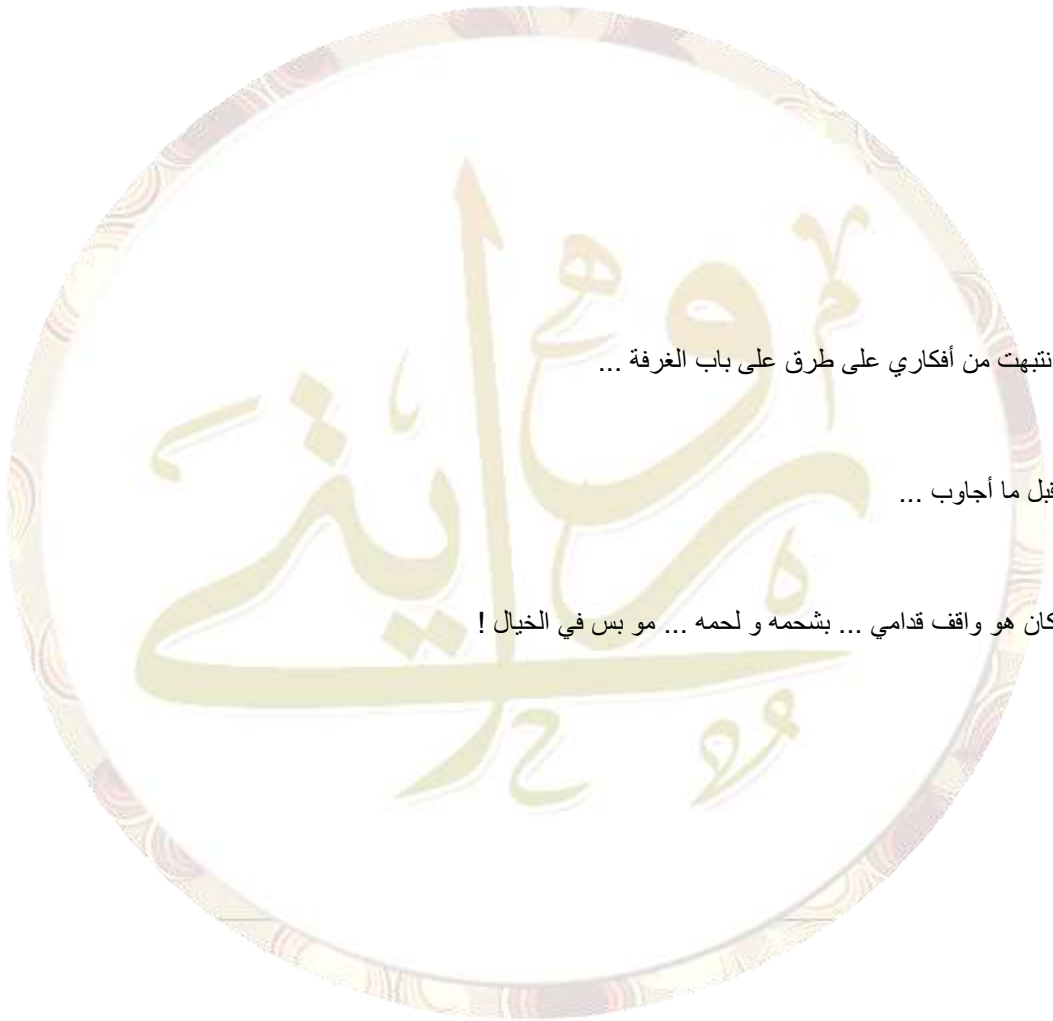 نتبهت من أفكاري على طرق على باب الغرفة ...
قبل ما أجاوب ...
كان هو واقف قدامي ... بشحمه و لحمه ... مو بس في الخيال !
روايتي